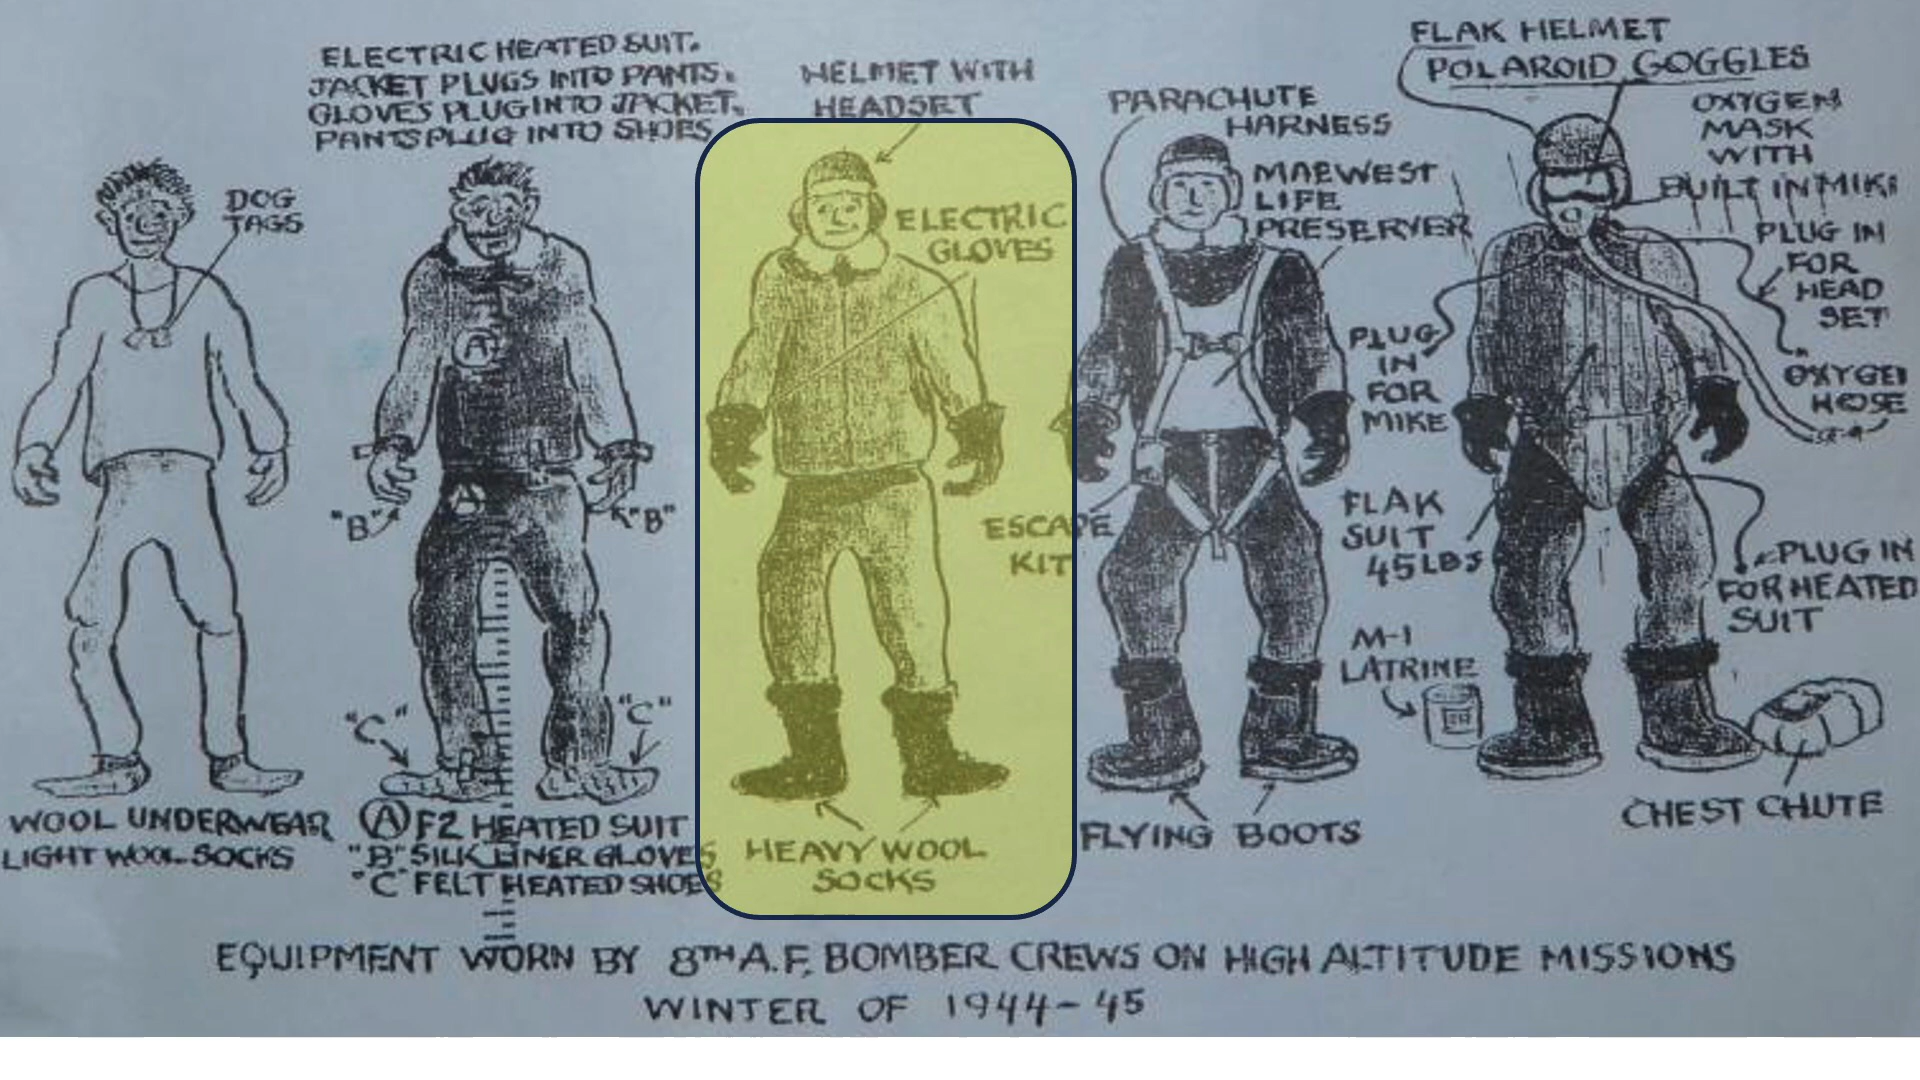 ELECTRIC HEATED SUIT.
JACKET PLUGS INTO PANTS.
GLOVES PLUG INTO JACKET.
PANTS PLUG INTO SHOES
DOG
TAGS
"B"
"B"
"C"
"C"
A
A
WOOL UNDERWEAR
LIGHT WOOL SOCKS
A F2 HEATED SUIT
"B" SILK LINER GLOVES
"C" FELT HEATED SHOES
HELMET WITH
HEADSET
ELECTRIC
GLOVES
HEAVY WOOL
SOCKS
PARACHUTE
HARNESS
MAEWEST
LIFE
PRESERVER
ESCAPE
KIT
FLYING BOOTS
FLAK HELMET
POLAROID GOGGLES
OXYGEN
MASK
WITH
BUILT IN MIKE
PLUG IN
FOR
HEAD
SET
OXYGEN
HOSE
PLUG
IN
FOR
MIKE
FLAK
SUIT
45 LBS
PLUG IN
FOR HEATED
SUIT
M-1
LATRINE
CHEST CHUTE
EQUIPMENT WORN BY 8TH A.F. BOMBER CREWS ON HIGH ALTITUDE MISSIONS
WINTER OF 1944-45